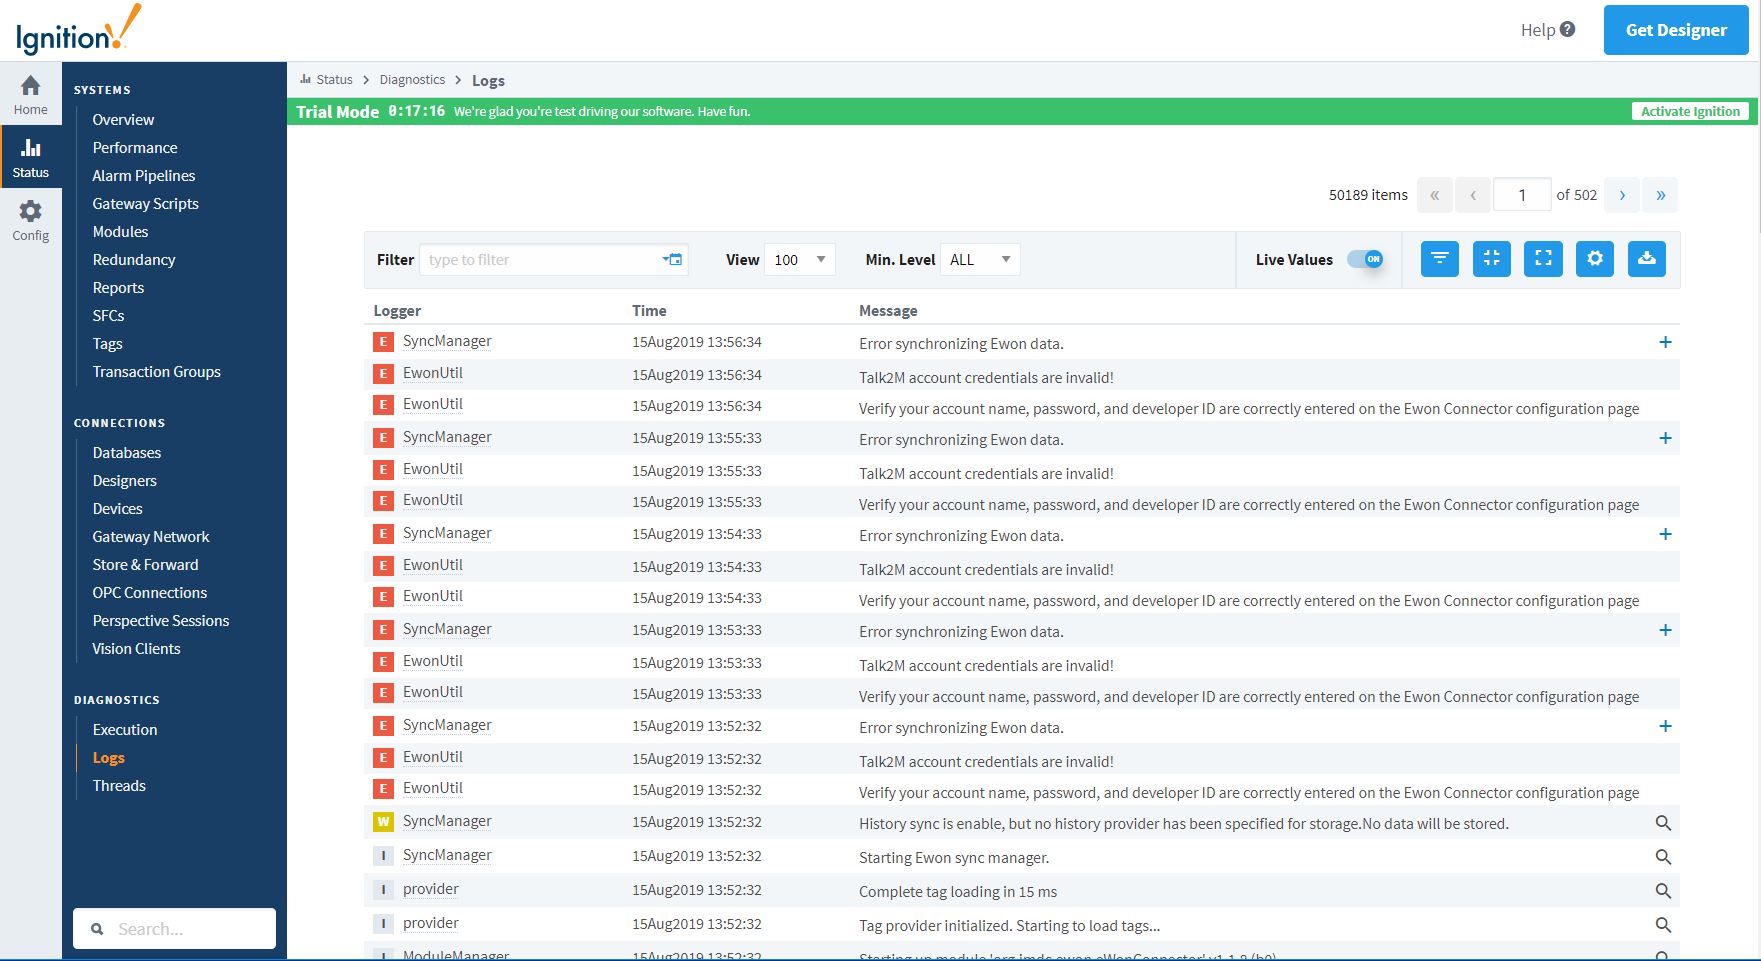 Ignition!
Help ?
Get Designer
Home
Status
Config
SYSTEMS
Overview
Performance
Alarm Pipelines
Gateway Scripts
Modules
Redundancy
Reports
SFCs
Tags
Transaction Groups
CONNECTIONS
Databases
Designers
Devices
Gateway Network
Store & Forward
OPC Connections
Perspective Sessions
Vision Clients
DIAGNOSTICS
Execution
Logs
Threads
Search...
Status > Diagnostics > Logs
Trial Mode 0:17:16 We're glad you're test driving our software. Have fun. Activate Ignition
50189 items « ‹ 1 of 502 › »
Filter type to filter View 100 Min. Level ALL Live Values ON
Logger Time Message
E SyncManager 15Aug2019 13:56:34 Error synchronizing Ewon data. +
E EwonUtil 15Aug2019 13:56:34 Talk2M account credentials are invalid!
E EwonUtil 15Aug2019 13:56:34 Verify your account name, password, and developer ID are correctly entered on the Ewon Connector configuration page
E SyncManager 15Aug2019 13:55:33 Error synchronizing Ewon data. +
E EwonUtil 15Aug2019 13:55:33 Talk2M account credentials are invalid!
E EwonUtil 15Aug2019 13:55:33 Verify your account name, password, and developer ID are correctly entered on the Ewon Connector configuration page
E SyncManager 15Aug2019 13:54:33 Error synchronizing Ewon data. +
E EwonUtil 15Aug2019 13:54:33 Talk2M account credentials are invalid!
E EwonUtil 15Aug2019 13:54:33 Verify your account name, password, and developer ID are correctly entered on the Ewon Connector configuration page
E SyncManager 15Aug2019 13:53:33 Error synchronizing Ewon data. +
E EwonUtil 15Aug2019 13:53:33 Talk2M account credentials are invalid!
E EwonUtil 15Aug2019 13:53:33 Verify your account name, password, and developer ID are correctly entered on the Ewon Connector configuration page
E SyncManager 15Aug2019 13:52:32 Error synchronizing Ewon data. +
E EwonUtil 15Aug2019 13:52:32 Talk2M account credentials are invalid!
E EwonUtil 15Aug2019 13:52:32 Verify your account name, password, and developer ID are correctly entered on the Ewon Connector configuration page
W SyncManager 15Aug2019 13:52:32 History sync is enable, but no history provider has been specified for storage.No data will be stored.
I SyncManager 15Aug2019 13:52:32 Starting Ewon sync manager.
I provider 15Aug2019 13:52:32 Complete tag loading in 15 ms
I provider 15Aug2019 13:52:32 Tag provider initialized. Starting to load tags...
I ModuleManager 15Aug2019 13:52:32 Starting up module 'org.imdc.ewon.eWonConnector'